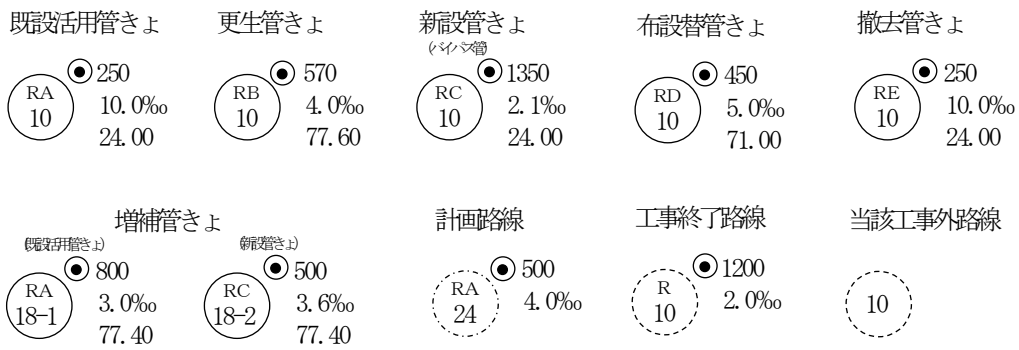 既設活用管きょ
RA
10
250
10.0‰
24.00
更生管きょ
RB
10
570
4.0‰
77.60
新設管きょ
(バイパス管)
RC
10
1350
2.1‰
24.00
布設替管きょ
RD
10
450
5.0‰
71.00
撤去管きょ
RE
10
250
10.0‰
24.00
増補管きょ
(既設活用管きょ)
RA
18-1
800
3.0‰
77.40
(新設管きょ)
RC
18-2
500
3.6‰
77.40
計画路線
RA
24
500
4.0‰
工事終了路線
R
10
1200
2.0‰
当該工事外路線
10